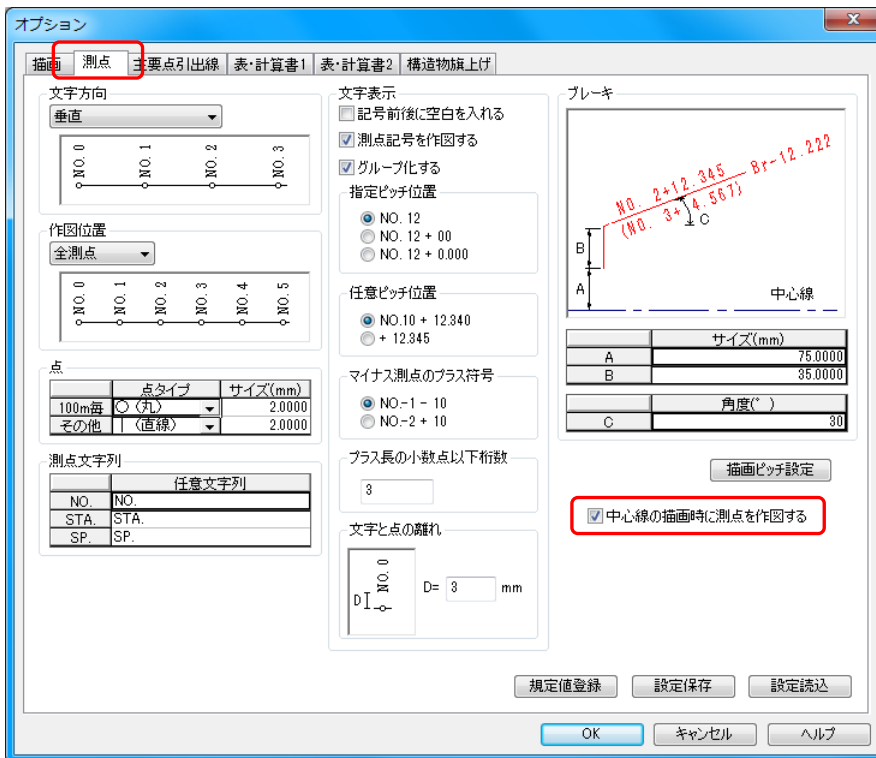 オプション
描画 測点 主要点引出線 表・計算書1 表・計算書2 構造物旗上げ
文字方向
垂直
NO. 0 NO. 1 NO. 2 NO. 3
作図位置
全測点
NO. 0 NO. 1 NO. 2 NO. 3 NO. 4 NO. 5
点
点タイプ サイズ(mm)
100m毎 ○ (丸) 2.0000
その他 | (直線) 2.0000
測点文字列
任意文字列
NO. NO.
STA. STA.
SP. SP.
文字表示
記号前後に空白を入れる
測点記号を作図する
グループ化する
指定ピッチ位置
NO. 12
NO. 12 + 00
NO. 12 + 0.000
任意ピッチ位置
NO.10 + 12.340
+ 12.345
マイナス測点のプラス符号
NO.-1 - 10
NO.-2 + 10
プラス長の小数点以下桁数
3
文字と点の離れ
NO. 0
D
D= 3 mm
ブレーキ
NO. 2+12.345 Br-12.222
(NO. 3+ 4.567)
C
B
A
中心線
サイズ(mm)
A 75.0000
B 35.0000
角度(°)
C 30
描画ピッチ設定
中心線の描画時に測点を作図する
規定値登録 設定保存 設定読込
OK キャンセル ヘルプ